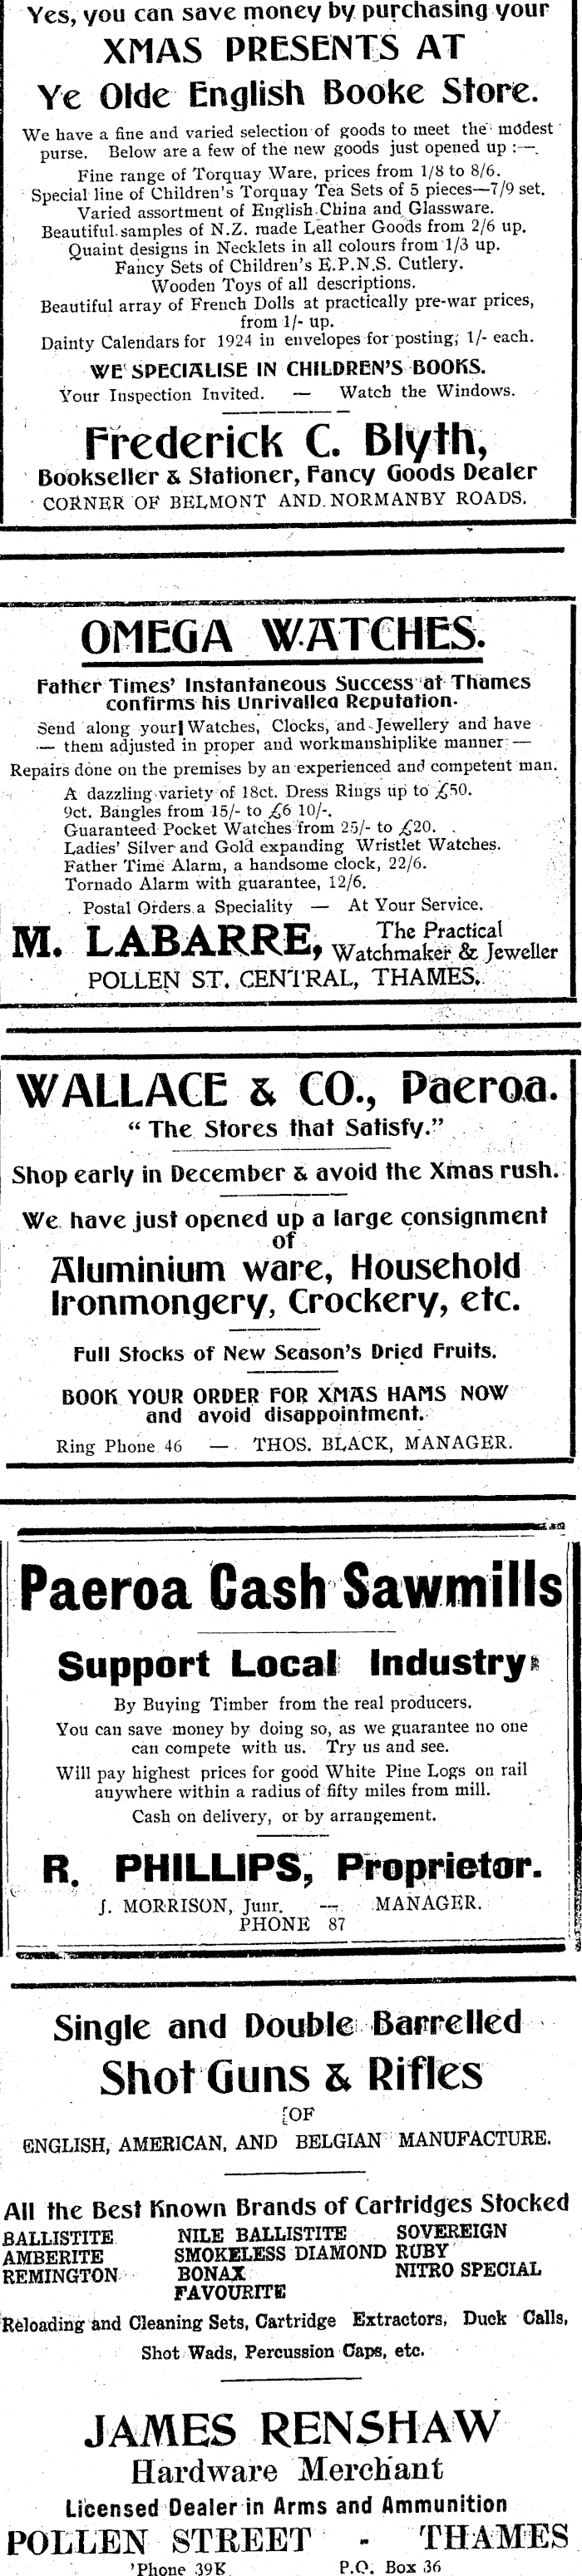 Yes, you can save money by purchasing your
XMAS PRESENTS AT
Ye Olde English Booke Store.
We have a fine and varied selection of goods to meet the modest
purse. Below are a few of the new goods just opened up :—
Fine range of Torquay Ware, prices from 1/8 to 8/6.
Special line of Children's Torquay Tea Sets of 5 pieces—7/9 set.
Varied assortment of English China and Glassware.
Beautiful samples of N.Z. made Leather Goods from 2/6 up.
Quaint designs in Necklets in all colours from 1/3 up.
Fancy Sets of Children's E.P.N.S. Cutlery.
Wooden Toys of all descriptions.
Beautiful array of French Dolls at practically pre-war prices,
from 1/- up.
Dainty Calendars for 1924 in envelopes for posting, 1/- each.
WE SPECIALISE IN CHILDREN'S BOOKS.
Your Inspection Invited. — Watch the Windows.
Frederick C. Blyth,
Bookseller & Stationer, Fancy Goods Dealer
CORNER OF BELMONT AND NORMANBY ROADS.
OMEGA WATCHES.
Father Times' Instantaneous Success at Thames
confirms his Unrivalled Reputation.
Send along your Watches, Clocks, and Jewellery and have
— them adjusted in proper and workmanshiplike manner —
Repairs done on the premises by an experienced and competent man.
A dazzling variety of 18ct. Dress Rings up to £50.
9ct. Bangles from 15/- to £6 10/-.
Guaranteed Pocket Watches from 25/- to £20.
Ladies' Silver and Gold expanding Wristlet Watches.
Father Time Alarm, a handsome clock, 22/6.
Tornado Alarm with guarantee, 12/6.
Postal Orders a Speciality — At Your Service.
M. LABARRE, The Practical
Watchmaker & Jeweller
POLLEN ST. CENTRAL, THAMES.
WALLACE & CO., Paeroa.
"The Stores that Satisfy."
Shop early in December & avoid the Xmas rush.
We have just opened up a large consignment
of
Aluminium ware, Household
Ironmongery, Crockery, etc.
Full Stocks of New Season's Dried Fruits.
BOOK YOUR ORDER FOR XMAS HAMS NOW
and avoid disappointment.
Ring Phone 46 — THOS. BLACK, MANAGER.
Paeroa Cash Sawmills
Support Local Industry
By Buying Timber from the real producers.
You can save money by doing so, as we guarantee no one
can compete with us. Try us and see.
Will pay highest prices for good White Pine Logs on rail
anywhere within a radius of fifty miles from mill.
Cash on delivery, or by arrangement.
R. PHILLIPS, Proprietor.
J. MORRISON, Junr. — MANAGER.
PHONE 87
Single and Double Barrelled
Shot Guns & Rifles
OF
ENGLISH, AMERICAN, AND BELGIAN MANUFACTURE.
All the Best Known Brands of Cartridges Stocked
BALLISTITE NILE BALLISTITE SOVEREIGN
AMBERITE SMOKELESS DIAMOND RUBY
REMINGTON BONAX NITRO SPECIAL
FAVOURITE
Reloading and Cleaning Sets, Cartridge Extractors, Duck Calls,
Shot Wads, Percussion Caps, etc.
JAMES RENSHAW
Hardware Merchant
Licensed Dealer in Arms and Ammunition
POLLEN STREET - THAMES
'Phone 39K P.O. Box 36